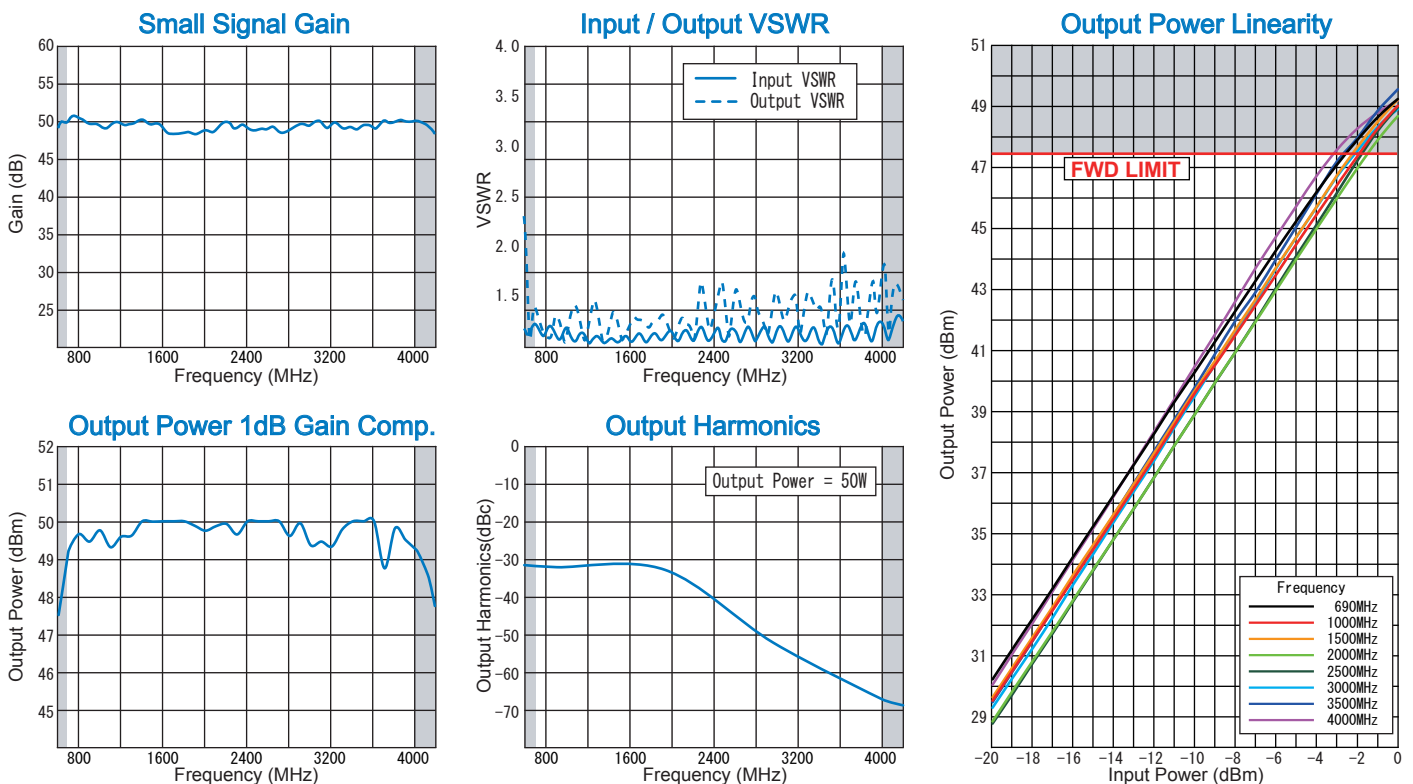 Small Signal Gain
Gain (dB)
60
55
50
45
40
35
30
25
800
1600
2400
3200
4000
Frequency (MHz)
Input / Output VSWR
VSWR
4.0
3.5
3.0
2.5
2.0
1.5
Input VSWR
Output VSWR
800
1600
2400
3200
4000
Frequency (MHz)
Output Power 1dB Gain Comp.
Output Power (dBm)
52
51
50
49
48
47
46
45
800
1600
2400
3200
4000
Frequency (MHz)
Output Harmonics
Output Harmonics(dBc)
0
-10
-20
-30
-40
-50
-60
-70
Output Power = 50W
800
1600
2400
3200
4000
Frequency (MHz)
Output Power Linearity
Output Power (dBm)
51
49
47
45
43
41
39
37
35
33
31
29
FWD LIMIT
Frequency
690MHz
1000MHz
1500MHz
2000MHz
2500MHz
3000MHz
3500MHz
4000MHz
-20
-18
-16
-14
-12
-10
-8
-6
-4
-2
0
Input Power (dBm)